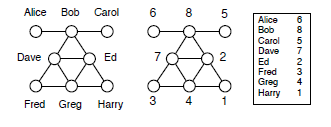 Alice Bob Carol
Dave Ed
Fred Greg Harry
6 8 5
7 2
3 4 1
Alice 6
Bob 8
Carol 5
Dave 7
Ed 2
Fred 3
Greg 4
Harry 1